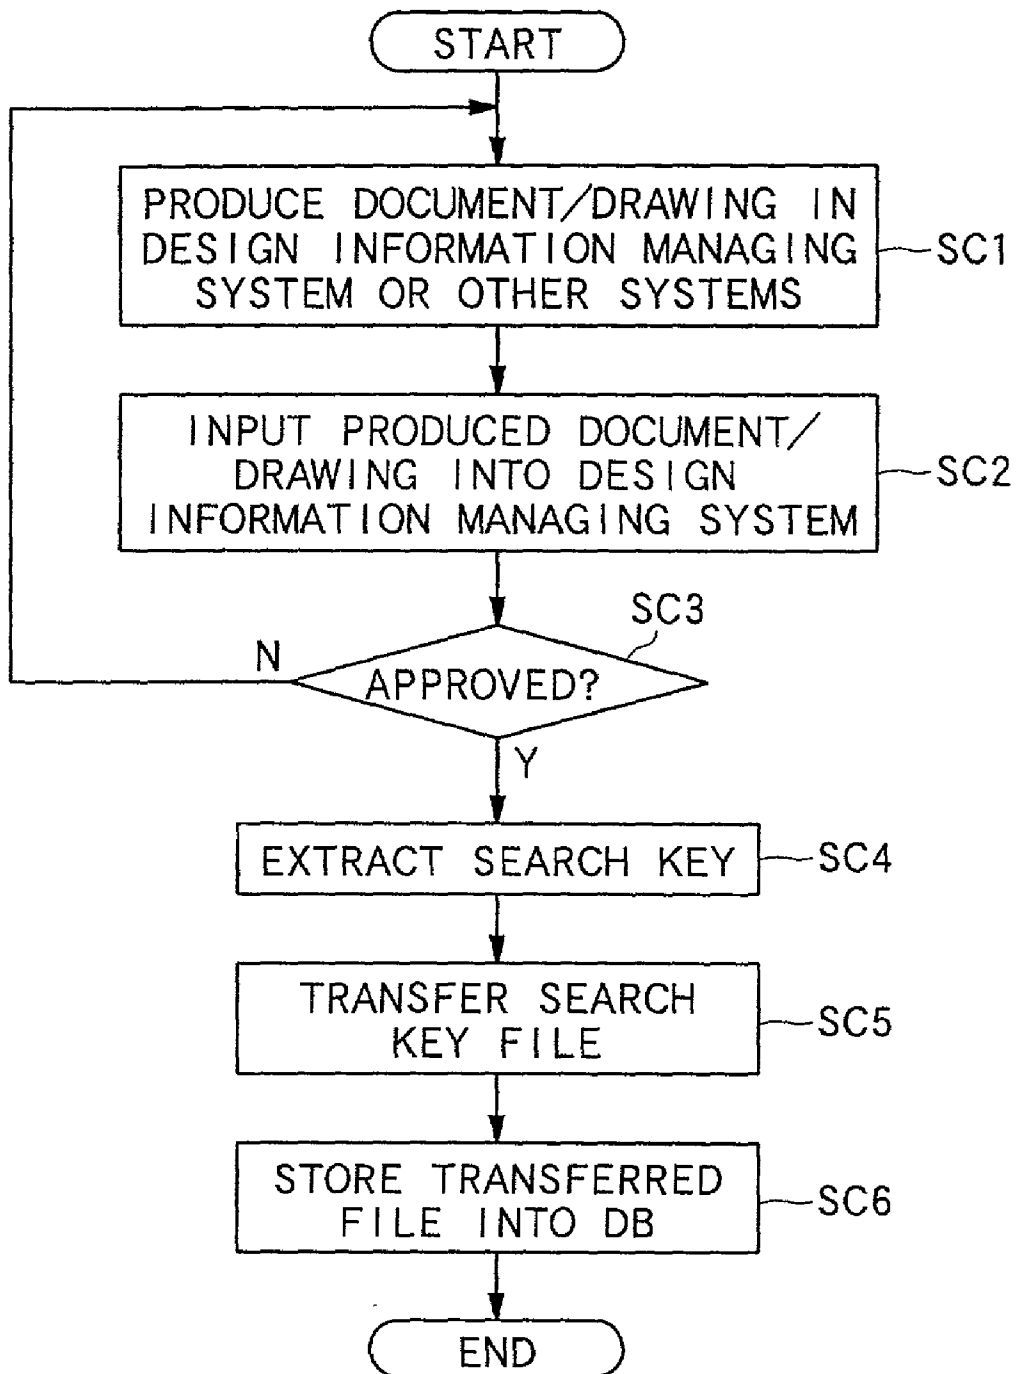 START
PRODUCE DOCUMENT/DRAWING IN
DESIGN INFORMATION MANAGING
SYSTEM OR OTHER SYSTEMS
SC1
INPUT PRODUCED DOCUMENT/
DRAWING INTO DESIGN
INFORMATION MANAGING SYSTEM
SC2
SC3
N
APPROVED?
Y
EXTRACT SEARCH KEY
SC4
TRANSFER SEARCH
KEY FILE
SC5
STORE TRANSFERRED
FILE INTO DB
SC6
END